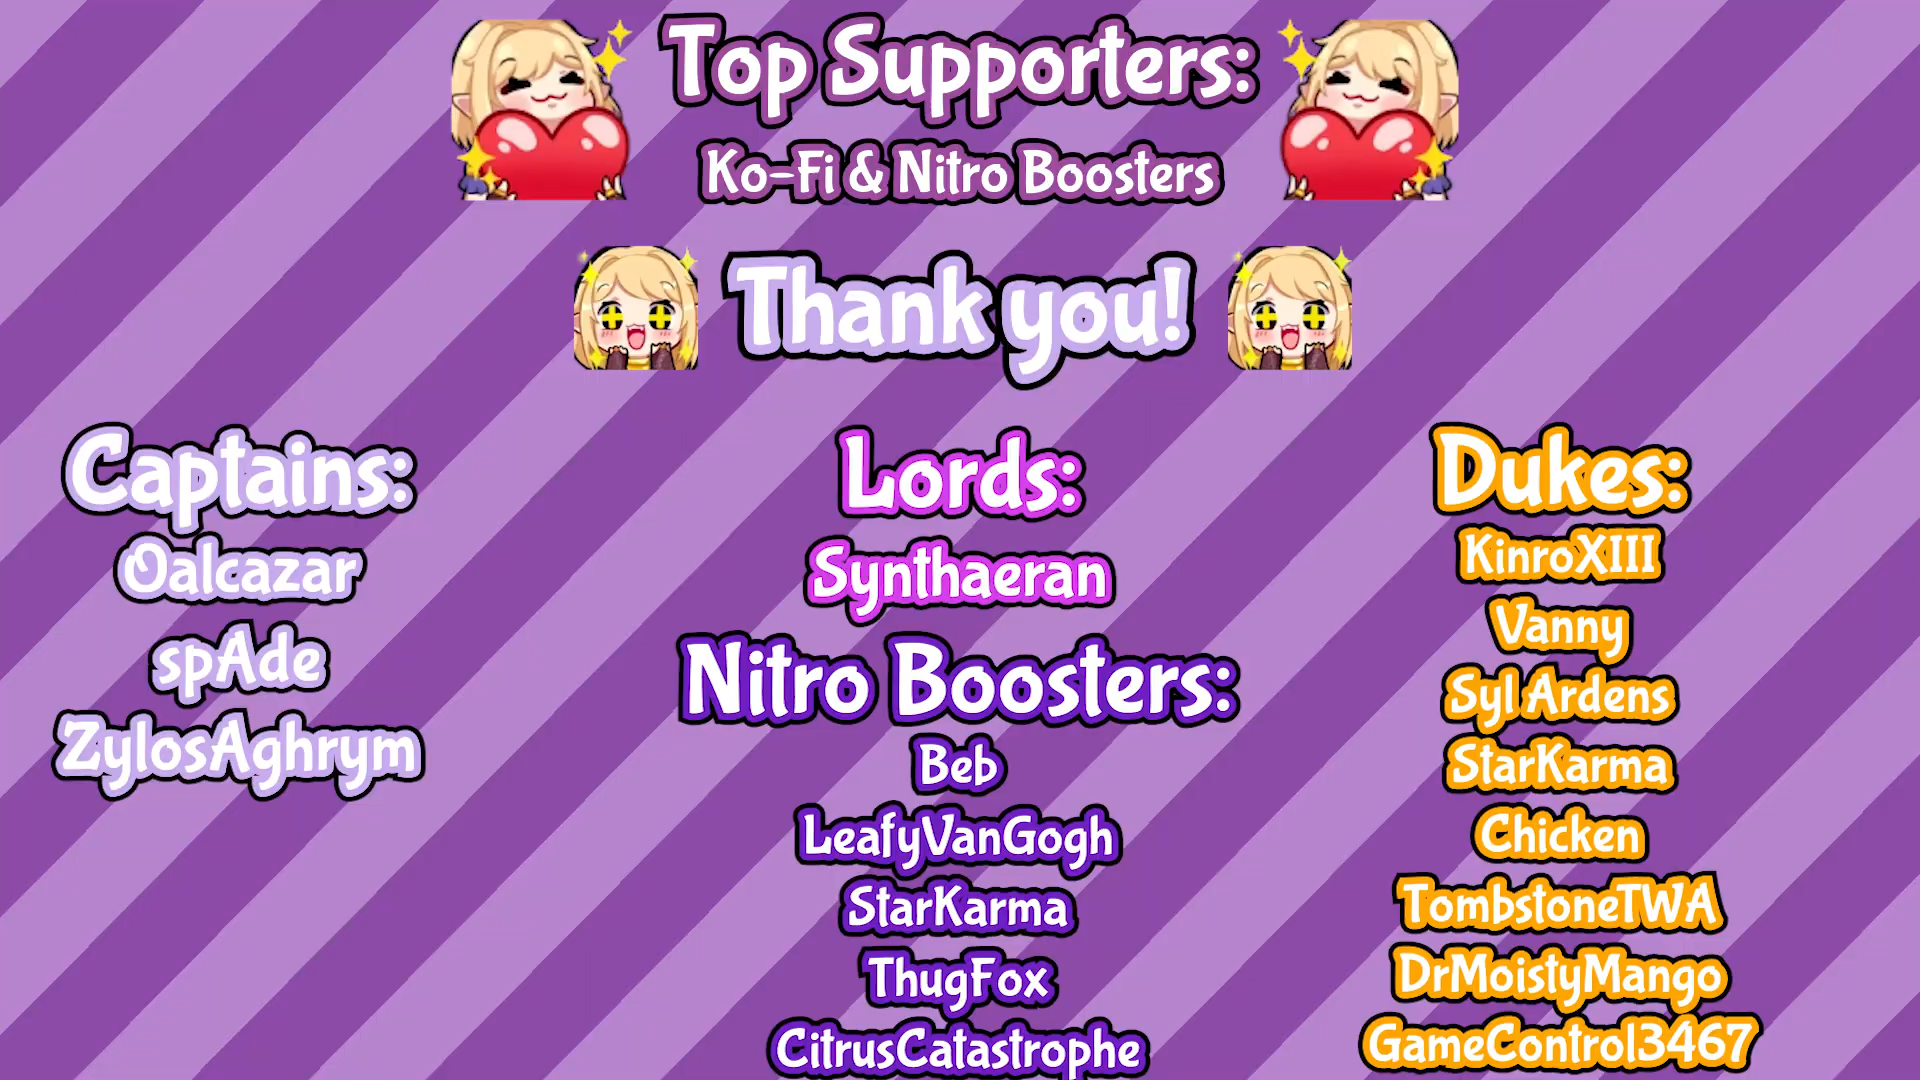 Top Supporters:
Ko-Fi & Nitro Boosters
Thank you!
Captains:
Oalcazar
spAde
ZylosAghrym
Lords:
Synthaeran
Nitro Boosters:
Beb
LeafyVanGogh
StarKarma
ThugFox
CitrusCatastrophe
Dukes:
KinroXIII
Vanny
Syl Ardens
StarKarma
Chicken
TombstoneTWA
DrMoistyMango
GameControl3467